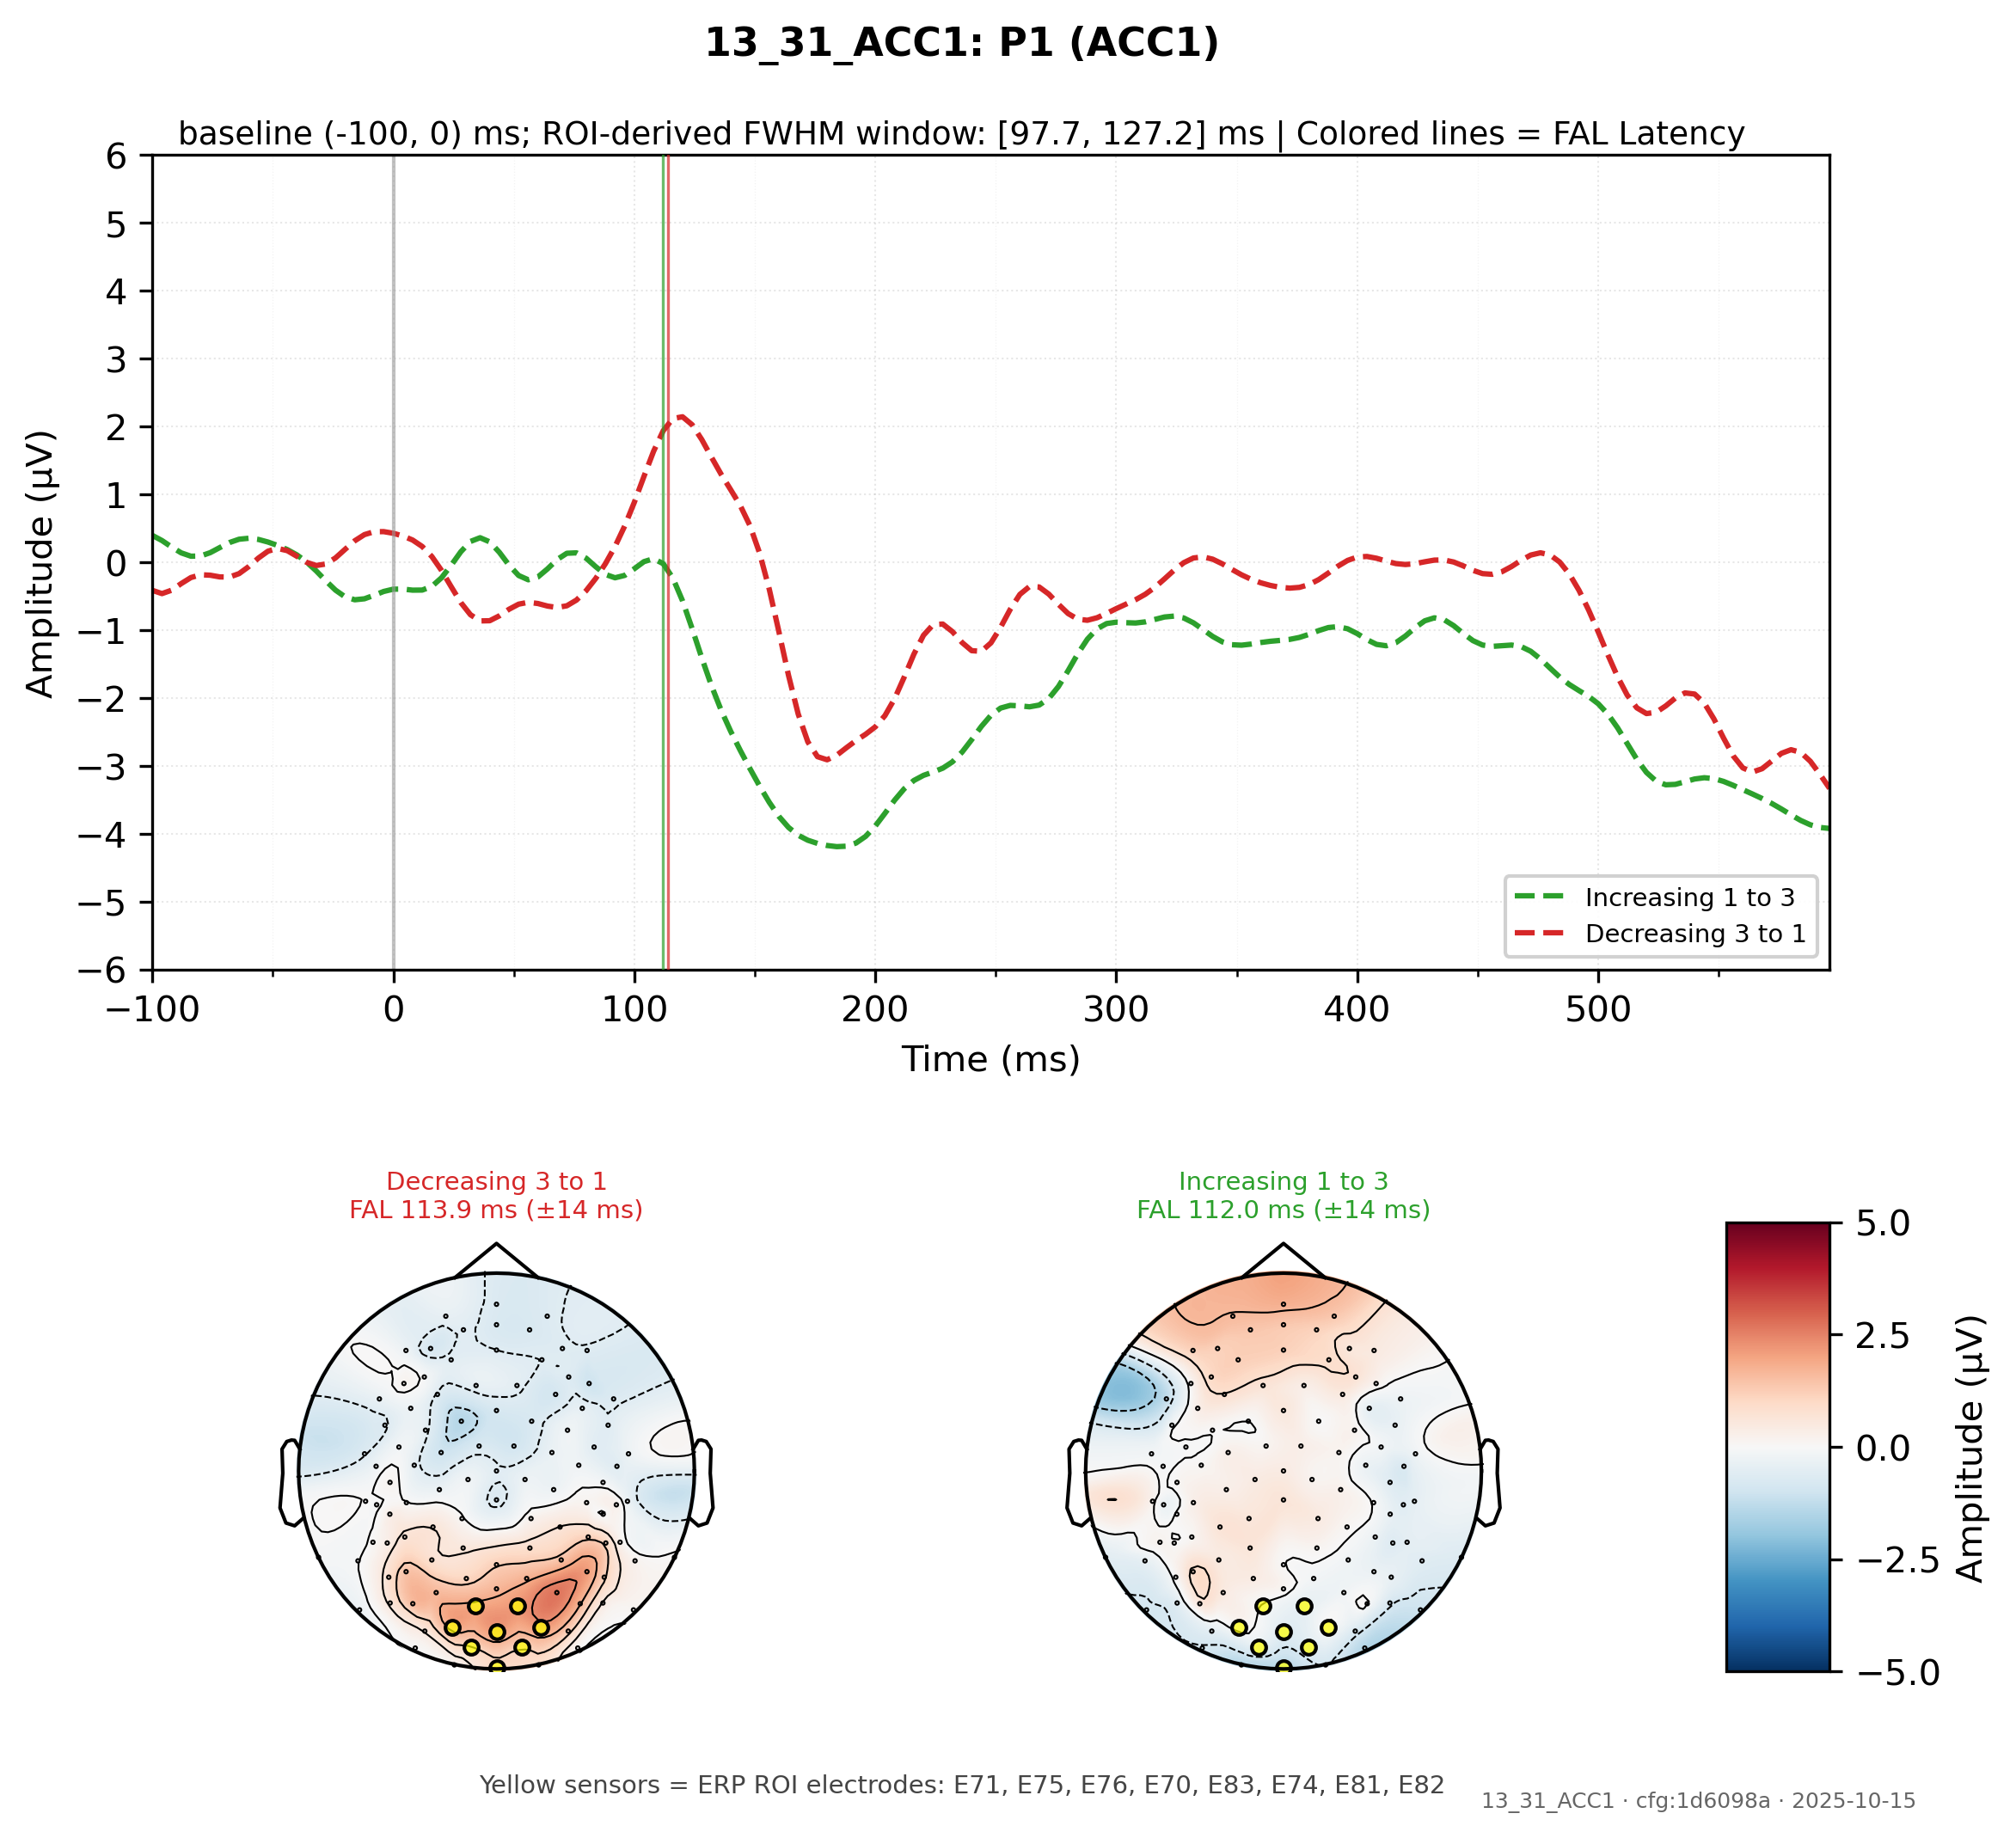 13_31_ACC1: P1 (ACC1)
baseline (-100, 0) ms; ROI-derived FWHM window: [97.7, 127.2] ms | Colored lines = FAL Latency
6
5
4
3
2
1
0
−1
−2
−3
−4
−5
−6
Amplitude (µV)
−100
0
100
200
300
400
500
Time (ms)
Increasing 1 to 3
Decreasing 3 to 1
Decreasing 3 to 1
FAL 113.9 ms (±14 ms)
Increasing 1 to 3
FAL 112.0 ms (±14 ms)
5.0
2.5
0.0
−2.5
−5.0
Amplitude (µV)
Yellow sensors = ERP ROI electrodes: E71, E75, E76, E70, E83, E74, E81, E82
13_31_ACC1 · cfg:1d6098a · 2025-10-15